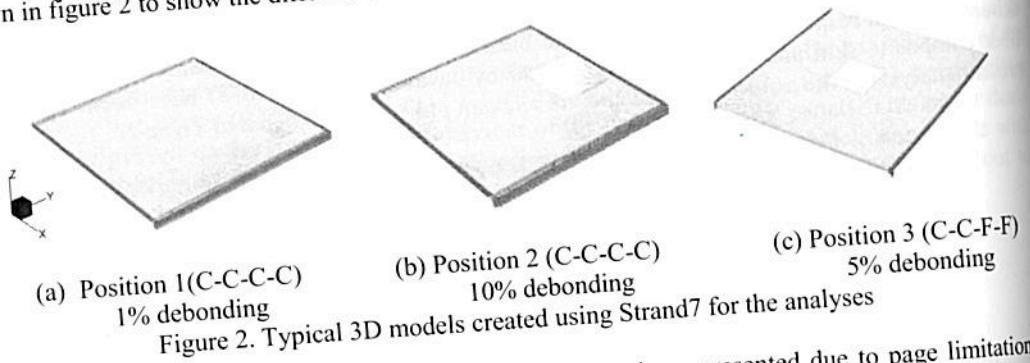 n in figure 2 to show the
Z
Y
X
(a) Position 1(C-C-C-C)
1% debonding
(b) Position 2 (C-C-C-C)
10% debonding
(c) Position 3 (C-C-F-F)
5% debonding
Figure 2. Typical 3D models created using Strand7 for the analyses
due to page limitation